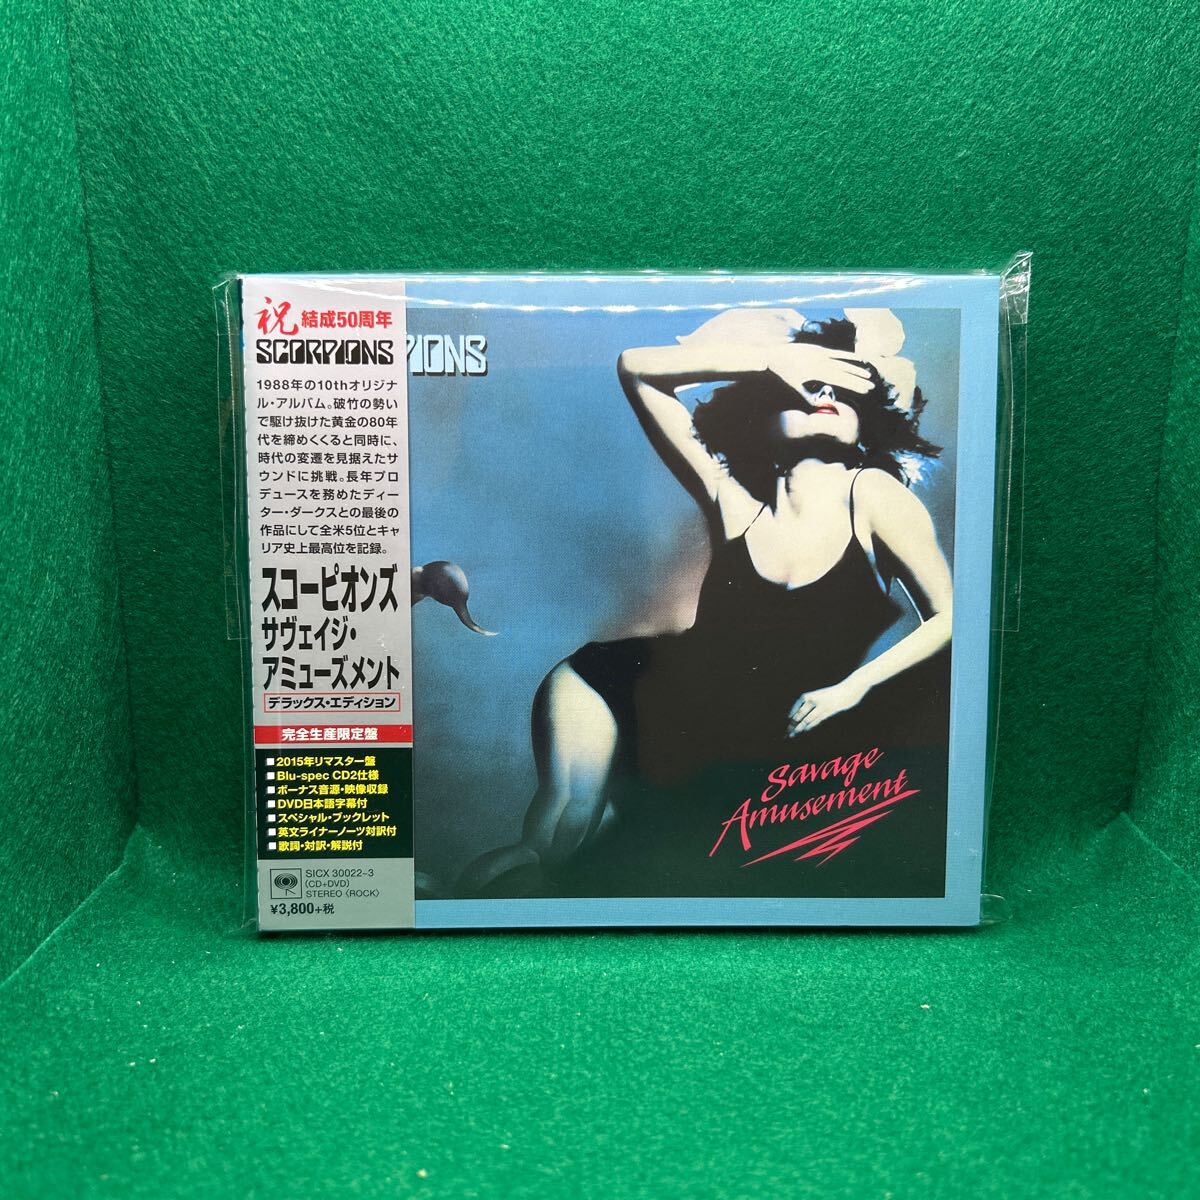 祝 結成50周年
SCORPIONS
1988年の10thオリジナ
ル・アルバム。破竹の勢い
で駆け抜けた黄金の80年
代を締めくくると同時に、
時代の変遷を見据えたサ
ウンドに挑戦。長年プロ
デュースを務めたディー
ター・ダークスとの最後の
作品にして全米5位とキャ
リア史上最高位を記録。
スコーピオンズ
サヴェイジ・
アミューズメント
デラックス・エディション
完全生産限定盤
■2015年リマスター盤
■Blu-spec CD2仕様
■ボーナス音源・映像収録
■DVD日本語字幕付
■スペシャル・ブックレット
■英文ライナーノーツ対訳付
■歌詞・対訳・解説付
SICX 30022~3
(CD+DVD)
STEREO 〈ROCK〉
¥3,800+税
PIONS
Savage
Amusement